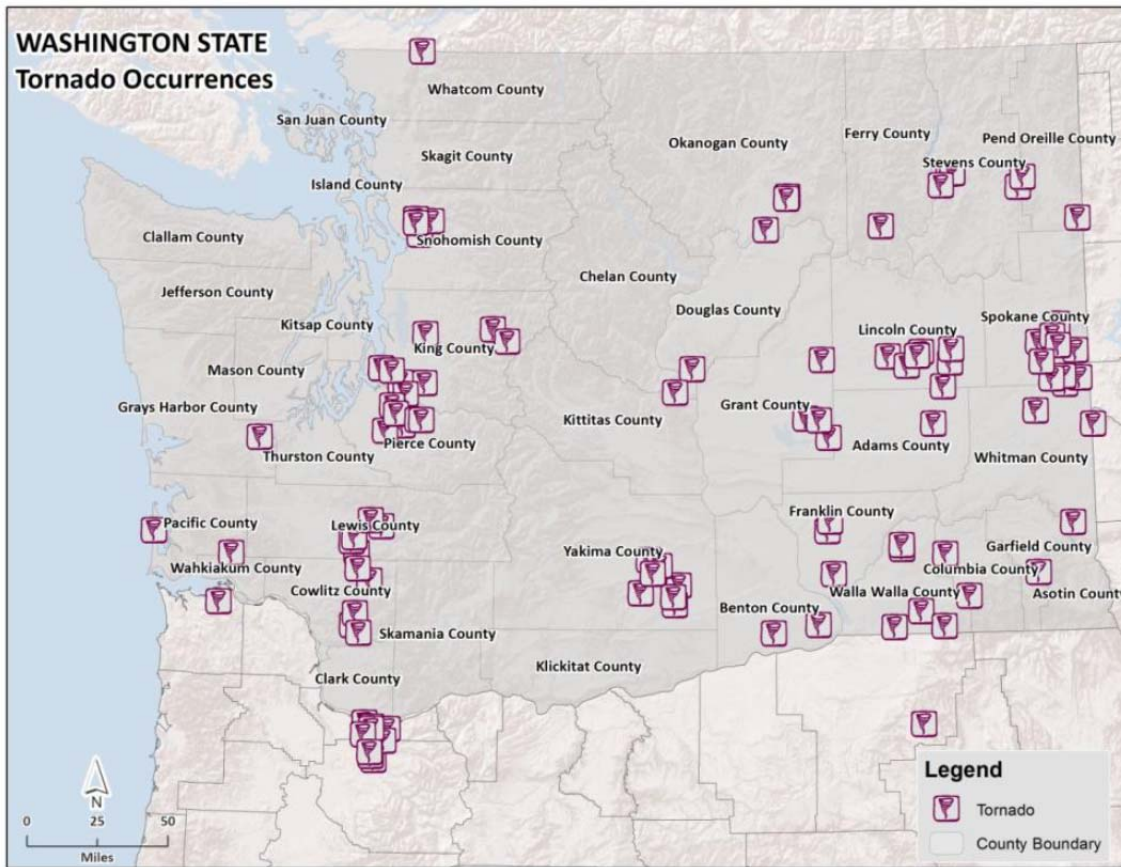 WASHINGTON STATE
Tornado Occurrences
Whatcom County
San Juan County
Skagit County
Okanogan County
Ferry County
Pend Oreille County
Stevens County
Island County
Snohomish County
Clallam County
Chelan County
Jefferson County
Douglas County
Kitsap County
King County
Lincoln County
Spokane County
Mason County
Grays Harbor County
Kittitas County
Grant County
Thurston County
Pierce County
Adams County
Whitman County
Pacific County
Lewis County
Franklin County
Yakima County
Garfield County
Wahkiakum County
Columbia County
Cowlitz County
Walla Walla County
Asotin County
Benton County
Skamania County
Klickitat County
Clark County
N
0 25 50
Miles
Legend
Tornado
County Boundary